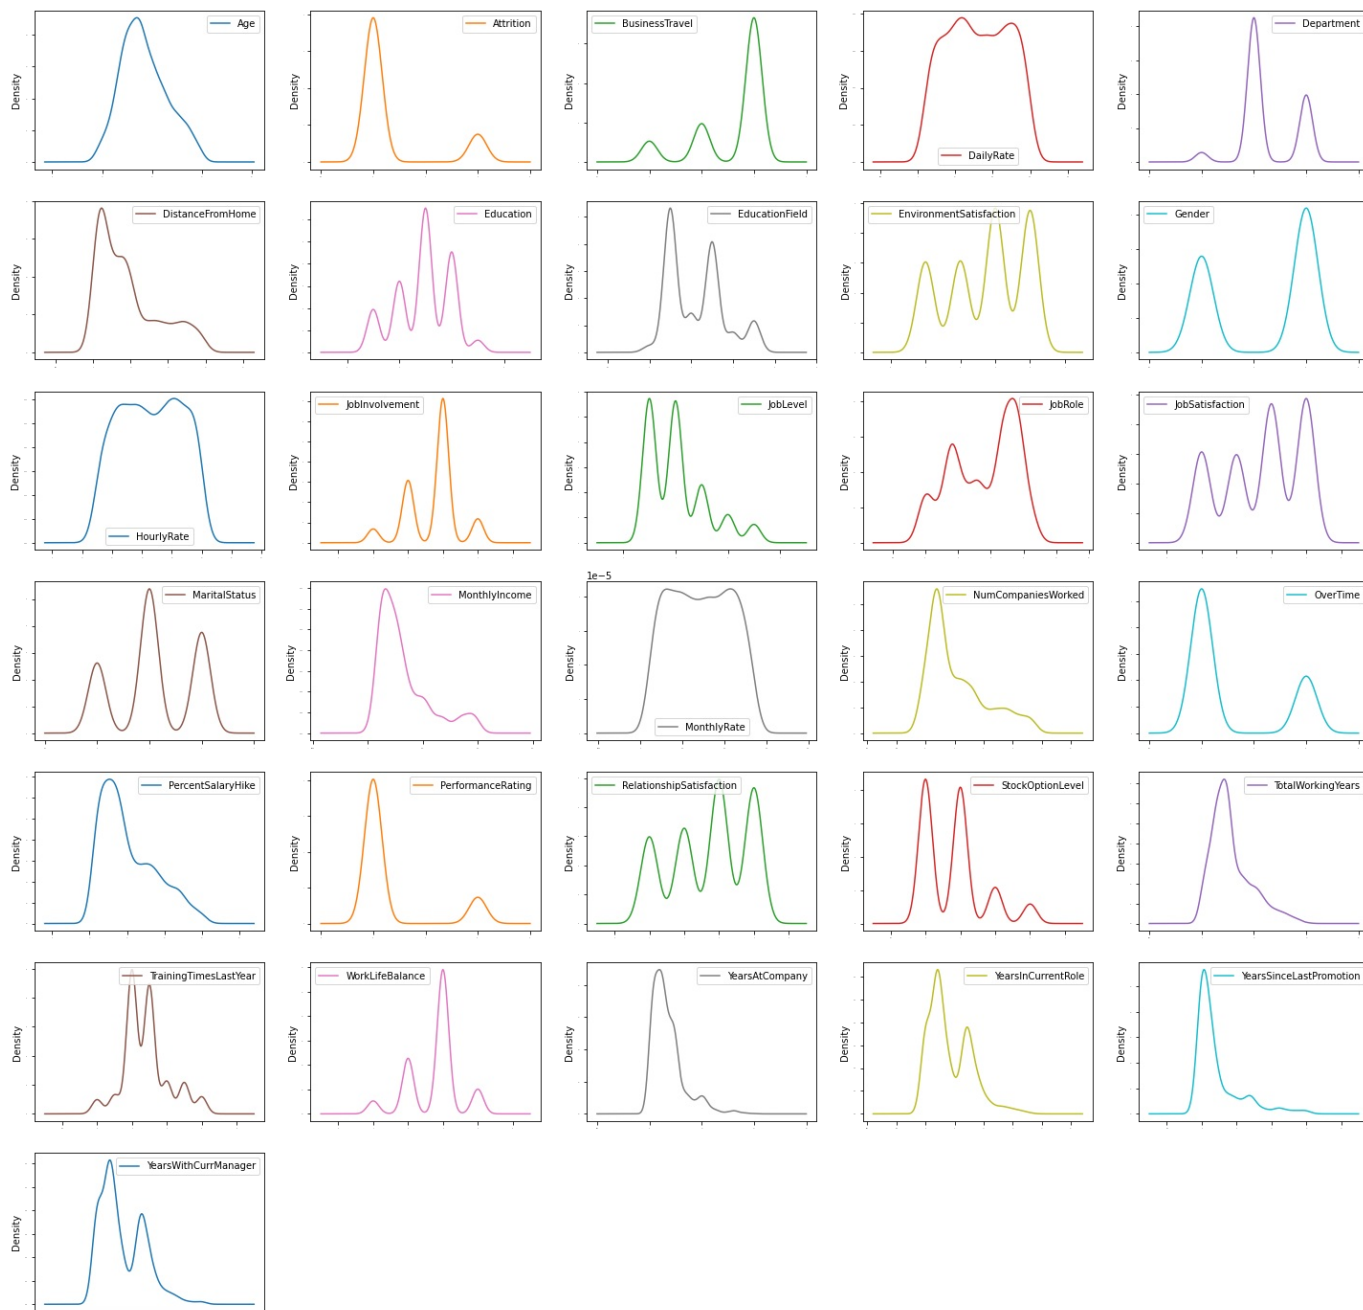 Age
Density
Attrition
Density
BusinessTravel
Density
DailyRate
Density
Department
Density
DistanceFromHome
Density
Education
Density
EducationField
Density
EnvironmentSatisfaction
Density
Gender
Density
HourlyRate
Density
JobInvolvement
Density
JobLevel
Density
JobRole
Density
JobSatisfaction
Density
MaritalStatus
Density
MonthlyIncome
Density
1e-5
MonthlyRate
Density
NumCompaniesWorked
Density
OverTime
Density
PercentSalaryHike
Density
PerformanceRating
Density
RelationshipSatisfaction
Density
StockOptionLevel
Density
TotalWorkingYears
Density
TrainingTimesLastYear
Density
WorkLifeBalance
Density
YearsAtCompany
Density
YearsInCurrentRole
Density
YearsSinceLastPromotion
Density
YearsWithCurrManager
Density